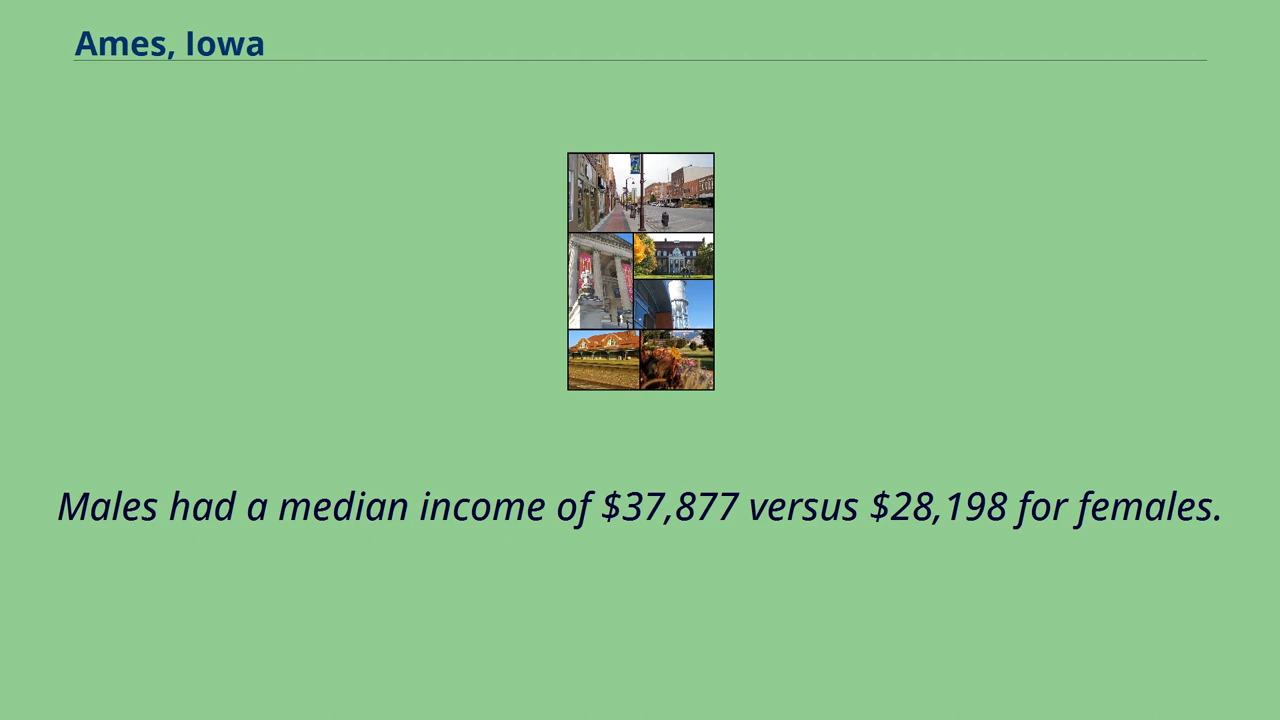 Ames, Iowa
Males had a median income of $37,877 versus $28,198 for females.